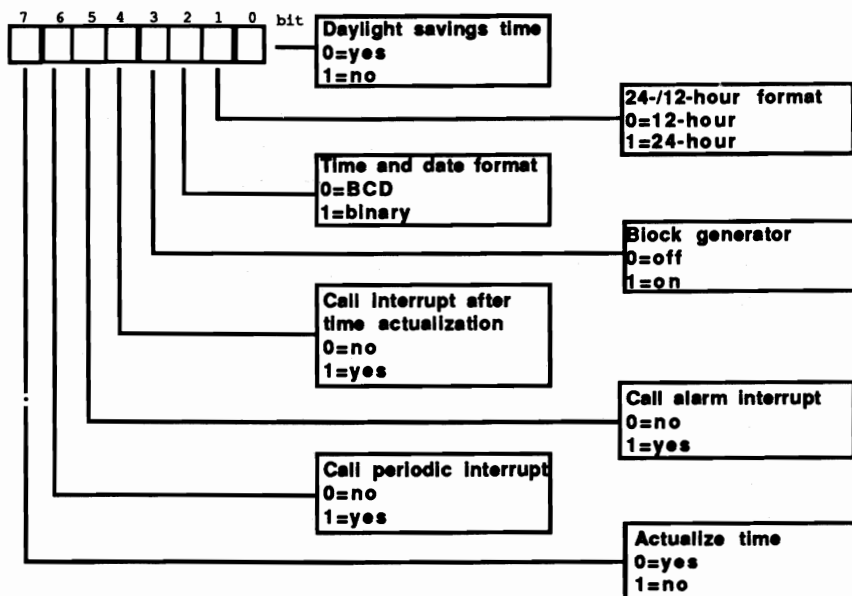 7 6 5 4 3 2 1 0 bit
Daylight savings time
0=yes
1=no
24-/12-hour format
0=12-hour
1=24-hour
Time and date format
0=BCD
1=binary
Block generator
0=off
1=on
Call interrupt after
time actualization
0=no
1=yes
Call alarm interrupt
0=no
1=yes
Call periodic interrupt
0=no
1=yes
Actualize time
0=yes
1=no